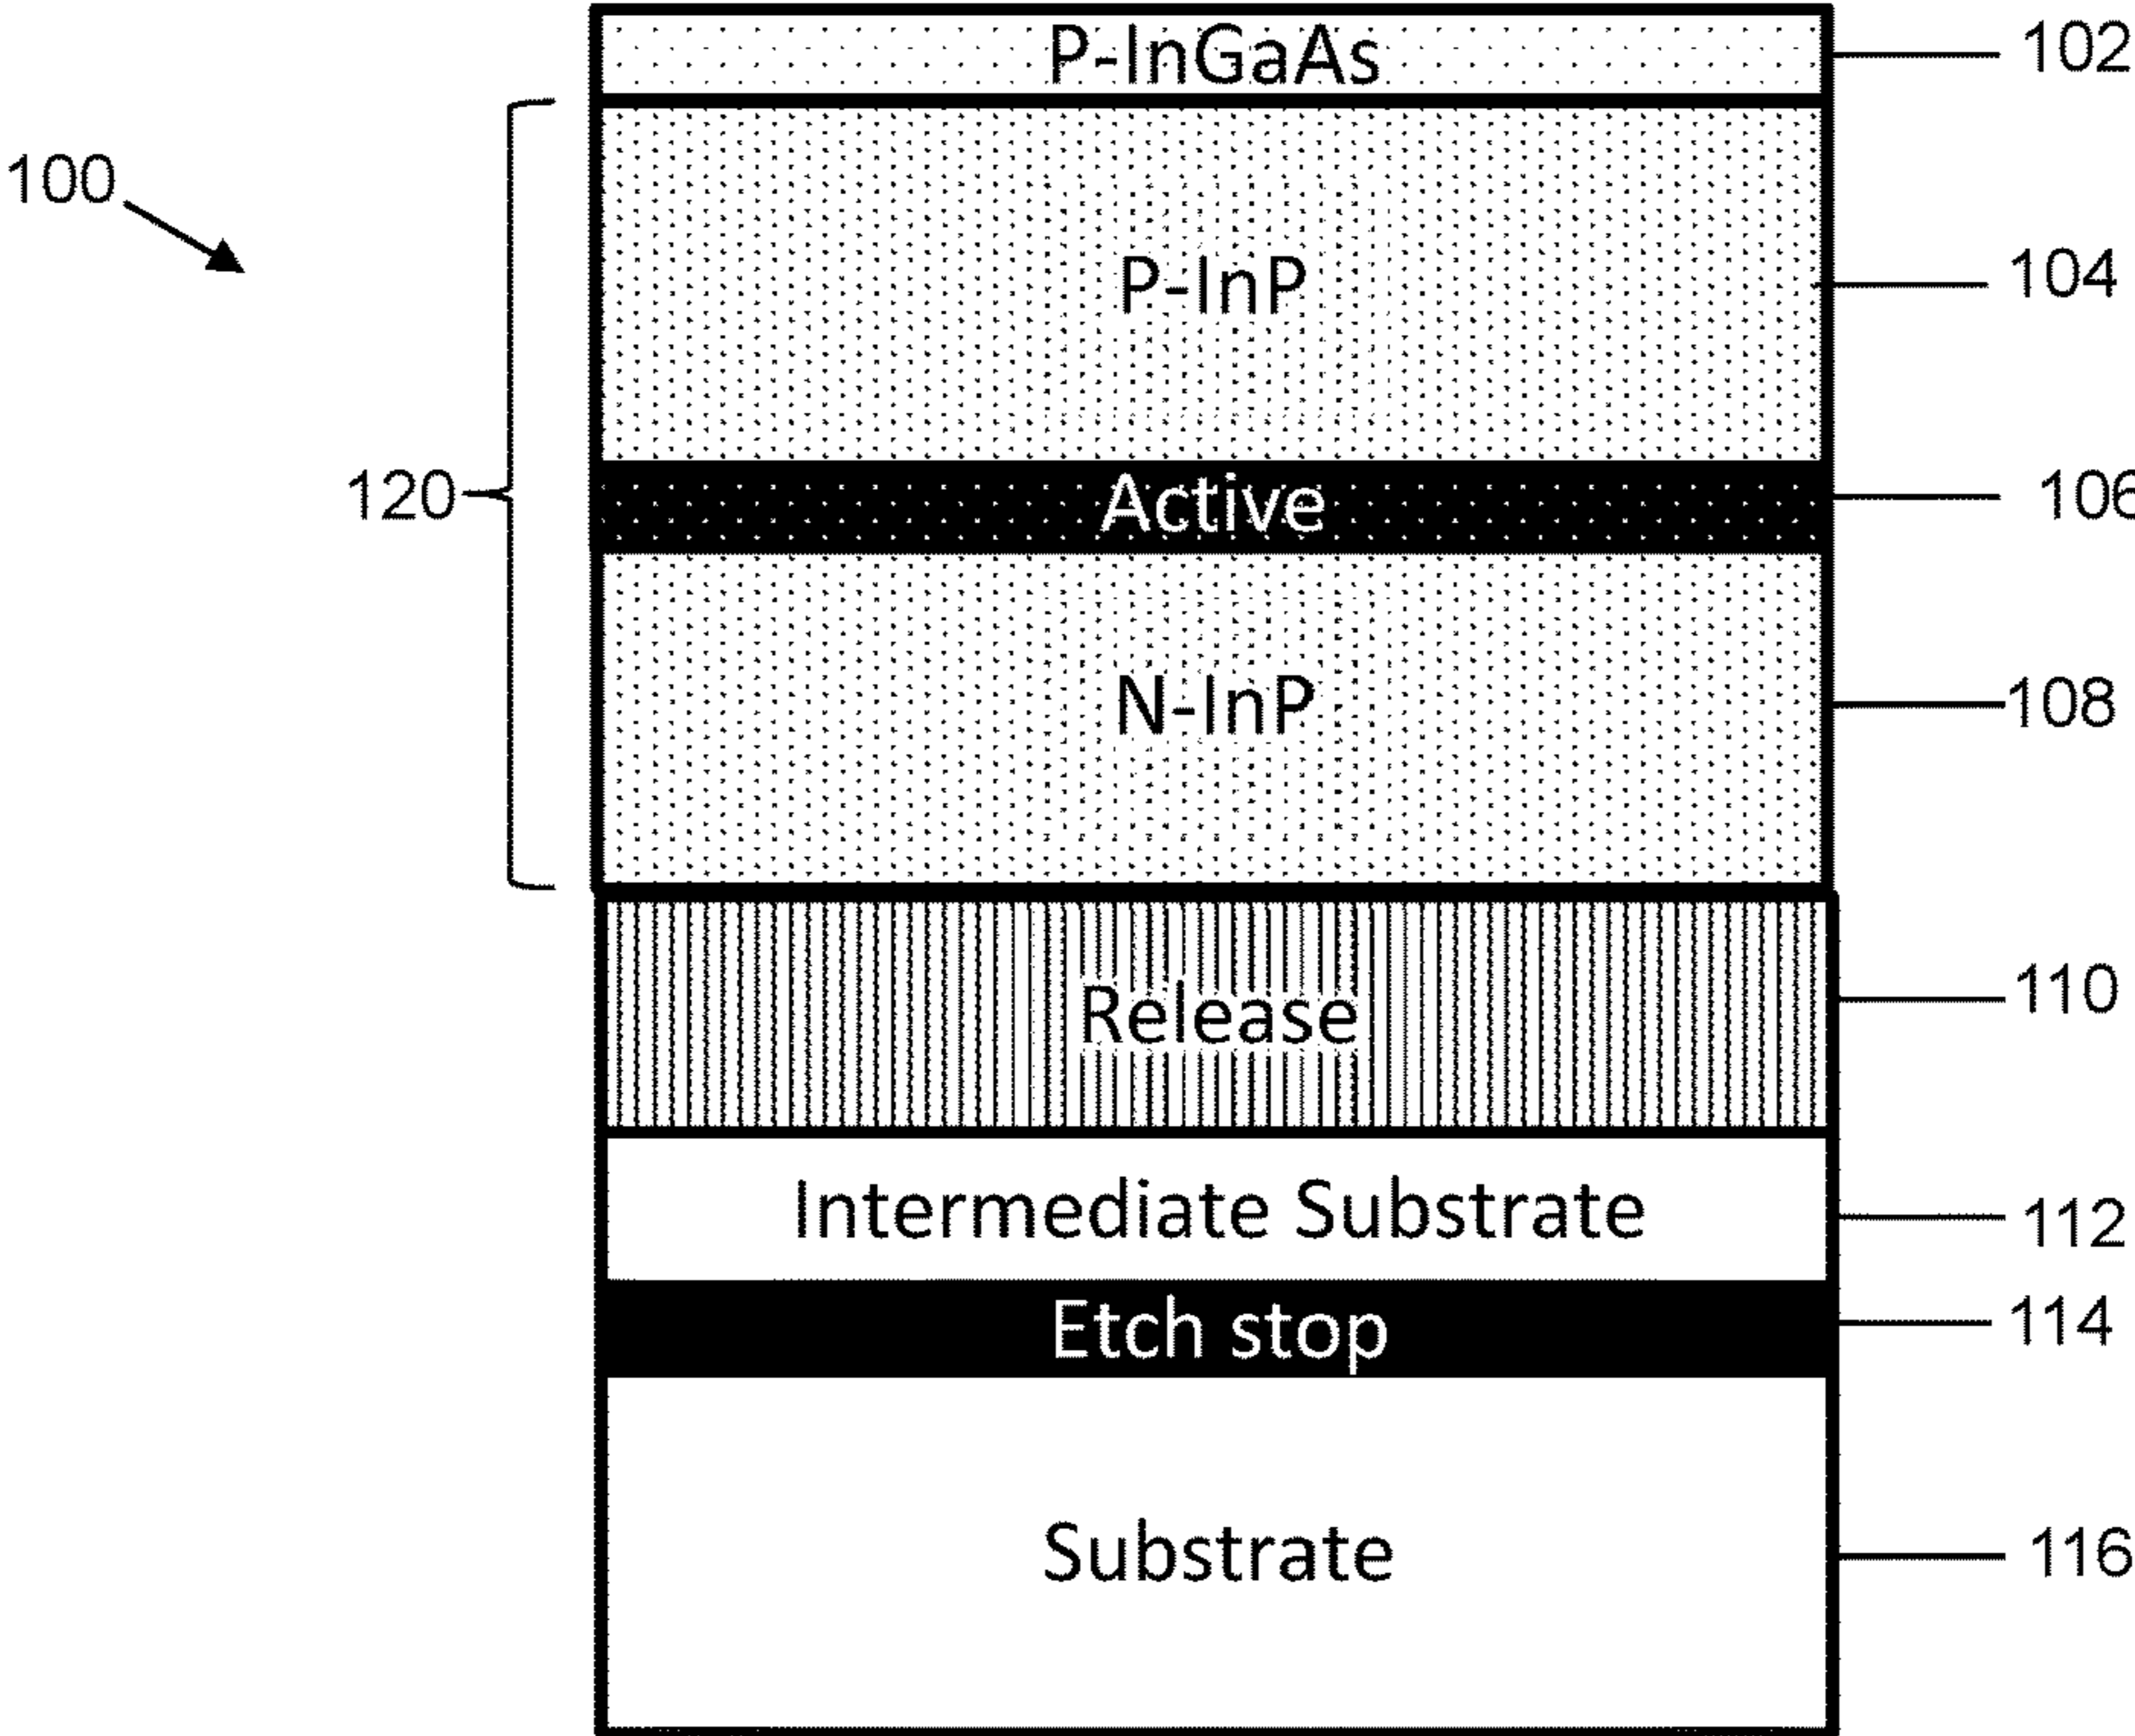 P-InGaAs 102
100
P-InP 104
120 Active 106
N-InP 108
Release 110
Intermediate Substrate 112
Etch stop 114
Substrate 116